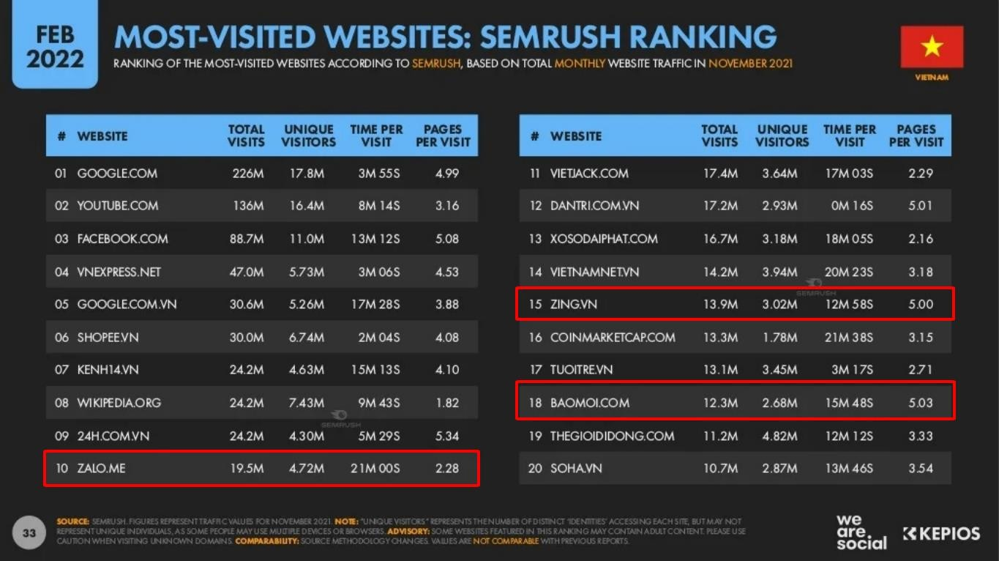 FEB
2022
MOST-VISITED WEBSITES: SEMRUSH RANKING
RANKING OF THE MOST-VISITED WEBSITES ACCORDING TO SEMRUSH, BASED ON TOTAL MONTHLY WEBSITE TRAFFIC IN NOVEMBER 2021
VIETNAM
# WEBSITE TOTAL VISITS UNIQUE VISITORS TIME PER VISIT PAGES PER VISIT
01 GOOGLE.COM 226M 17.8M 3M 55S 4.99
02 YOUTUBE.COM 136M 16.4M 8M 14S 3.16
03 FACEBOOK.COM 88.7M 11.0M 13M 12S 5.08
04 VNEXPRESS.NET 47.0M 5.73M 3M 06S 4.53
05 GOOGLE.COM.VN 30.6M 5.26M 17M 28S 3.88
06 SHOPEE.VN 30.0M 6.74M 2M 04S 4.08
07 KENH14.VN 24.2M 4.63M 15M 13S 4.10
08 WIKIPEDIA.ORG 24.2M 7.43M 9M 43S 1.82
SEMRUSH
09 24H.COM.VN 24.2M 4.30M 5M 29S 5.34
10 ZALO.ME 19.5M 4.72M 21M 00S 2.28
# WEBSITE TOTAL VISITS UNIQUE VISITORS TIME PER VISIT PAGES PER VISIT
11 VIETJACK.COM 17.4M 3.64M 17M 03S 2.29
12 DANTRI.COM.VN 17.2M 2.93M 0M 16S 5.01
13 XOSODAIPHAT.COM 16.7M 3.18M 18M 05S 2.16
14 VIETNAMNET.VN 14.2M 3.94M 20M 23S 3.18
SEMRUSH
15 ZING.VN 13.9M 3.02M 12M 58S 5.00
16 COINMARKETCAP.COM 13.3M 1.78M 21M 38S 3.15
17 TUOITRE.VN 13.1M 3.45M 3M 17S 2.71
18 BAOMOI.COM 12.3M 2.68M 15M 48S 5.03
19 THEGIOIDIDONG.COM 11.2M 4.82M 12M 12S 3.33
20 SOHA.VN 10.7M 2.87M 13M 46S 3.54
33
SOURCE: SEMRUSH. FIGURES REPRESENT TRAFFIC VALUES FOR NOVEMBER 2021. NOTE: "UNIQUE VISITORS" REPRESENTS THE NUMBER OF DISTINCT 'IDENTITIES' ACCESSING EACH SITE, BUT MAY NOT
REPRESENT UNIQUE INDIVIDUALS, AS SOME PEOPLE MAY USE MULTIPLE DEVICES OR BROWSERS. ADVISORY: SOME WEBSITES FEATURED IN THIS RANKING MAY CONTAIN ADULT CONTENT. PLEASE USE
CAUTION WHEN VISITING UNKNOWN DOMAINS. COMPARABILITY: SOURCE METHODOLOGY CHANGES. VALUES ARE NOT COMPARABLE WITH PREVIOUS REPORTS.
we
are
social
KEPIOS